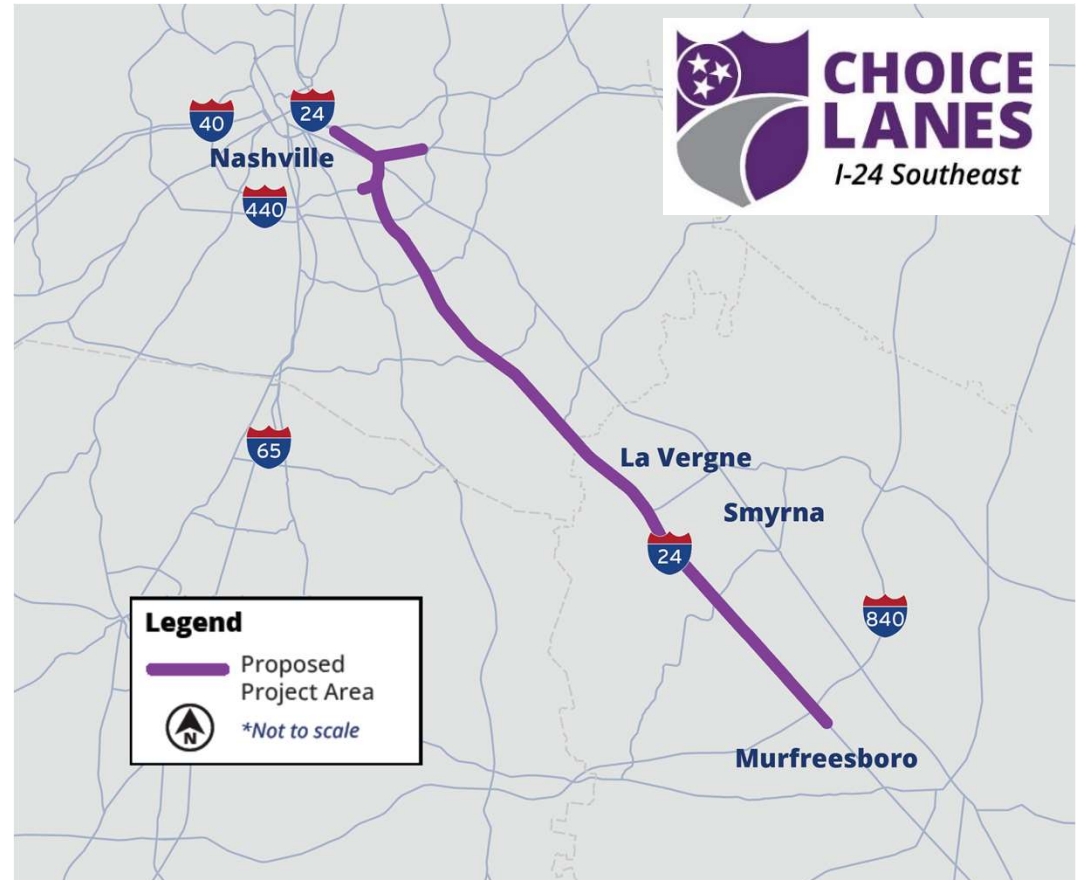 CHOICE
LANES
I-24 Southeast
40
24
Nashville
440
65
La Vergne
Smyrna
24
840
Murfreesboro
Legend
Proposed
Project Area
N
*Not to scale